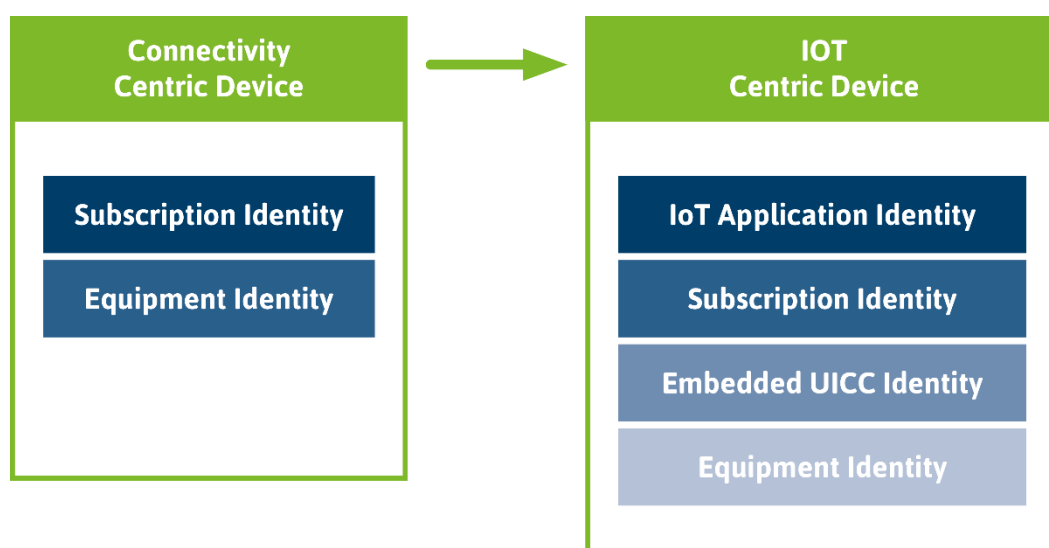 Connectivity
Centric Device
Subscription Identity
Equipment Identity
IOT
Centric Device
IoT Application Identity
Subscription Identity
Embedded UICC Identity
Equipment Identity